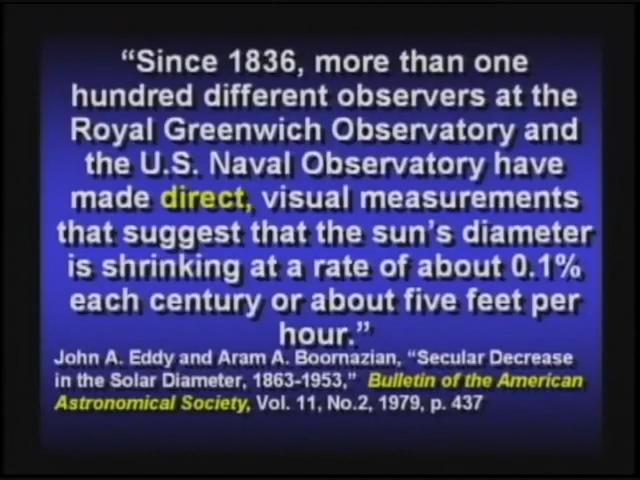 “Since 1836, more than one
hundred different observers at the
Royal Greenwich Observatory and
the U.S. Naval Observatory have
made direct, visual measurements
that suggest that the sun’s diameter
is shrinking at a rate of about 0.1%
each century or about five feet per
hour.”
John A. Eddy and Aram A. Boornazian, “Secular Decrease
in the Solar Diameter, 1863-1953,” Bulletin of the American
Astronomical Society, Vol. 11, No.2, 1979, p. 437